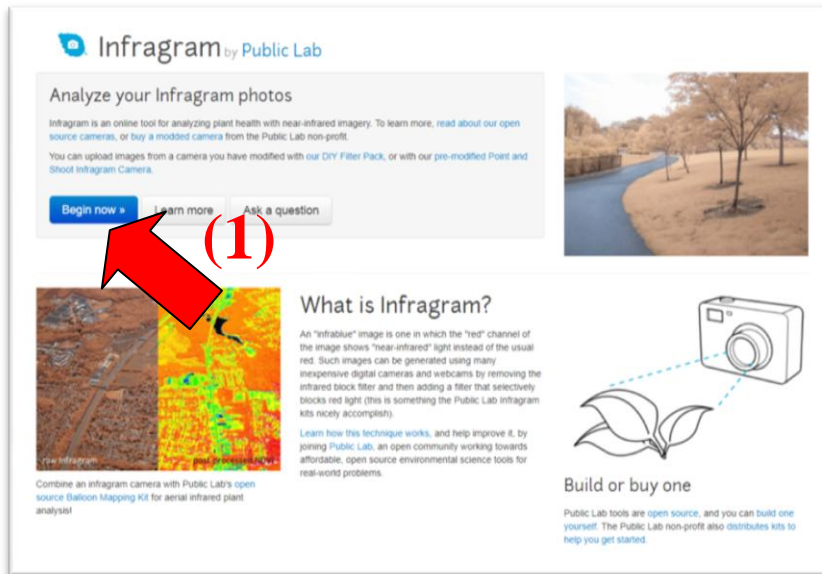 Infragram by Public Lab
Analyze your Infragram photos
Infragram is an online tool for analyzing plant health with near-infrared imagery. To learn more, read about our open
source cameras, or buy a modded camera from the Public Lab non-profit.
You can upload images from a camera you have modified with our DIY Filter Pack, or with our pre-modified Point and
Shoot Infragram Camera.
Begin now »
Learn more
Ask a question
(1)
raw Infragram
post-processed NDVI
Combine an infragram camera with Public Lab's open
source Balloon Mapping Kit for aerial infrared plant
analysis!
What is Infragram?
An "infrablue" image is one in which the "red" channel of
the image shows "near-infrared" light instead of the usual
red. Such images can be generated using many
inexpensive digital cameras and webcams by removing the
infrared block filter and then adding a filter that selectively
blocks red light (this is something the Public Lab infragram
kits nicely accomplish).
Learn how this technique works, and help improve it, by
joining Public Lab, an open community working towards
affordable, open source environmental science tools for
real-world problems.
Build or buy one
Public Lab tools are open source, and you can build one
yourself. The Public Lab non-profit also distributes kits to
help you get started.